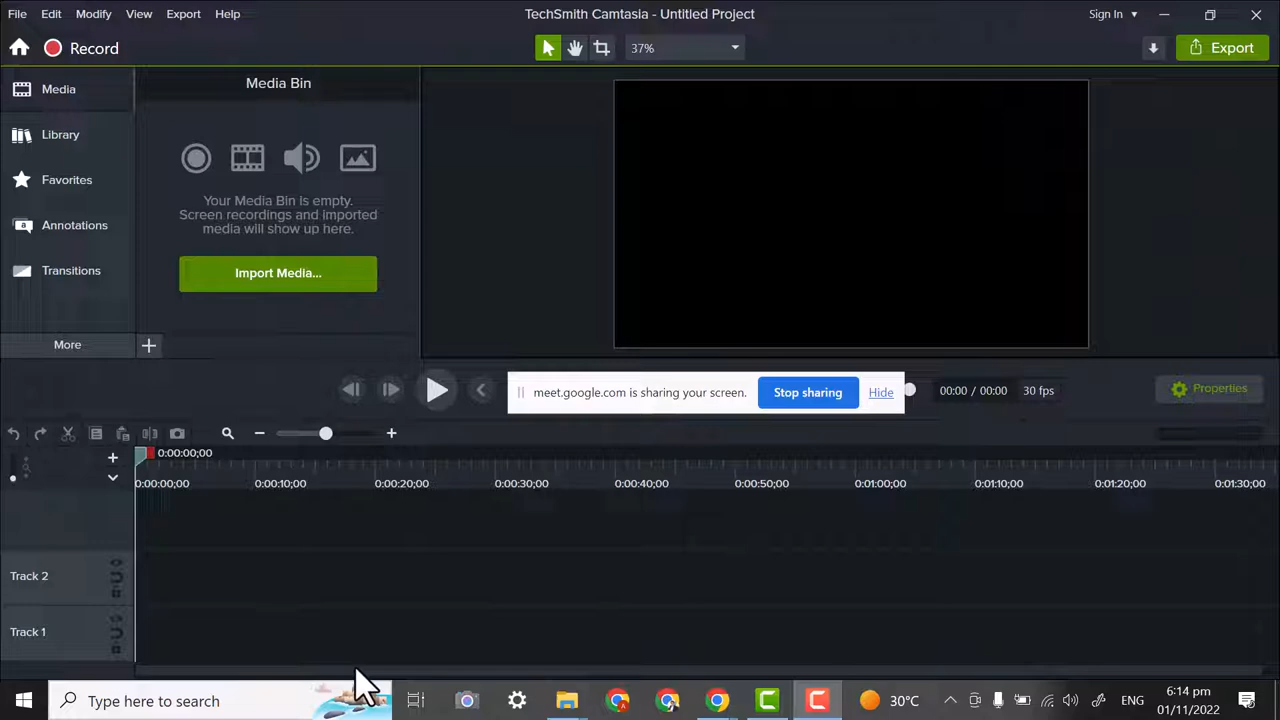 File Edit Modify View Export Help
TechSmith Camtasia - Untitled Project
Sign In
Record
37%
Export
Media
Library
Favorites
Annotations
Transitions
More
Media Bin
Your Media Bin is empty.
Screen recordings and imported
media will show up here.
Import Media...
meet.google.com is sharing your screen.
Stop sharing
Hide
00:00 / 00:00
30 fps
Properties
0:00:00;00
0:00:00;00 0:00:10;00 0:00:20;00 0:00:30;00 0:00:40;00 0:00:50;00 0:01:00;00 0:01:10;00 0:01:20;00 0:01:30;00
Track 2
Track 1
Type here to search
30°C
ENG
6:14 pm
01/11/2022